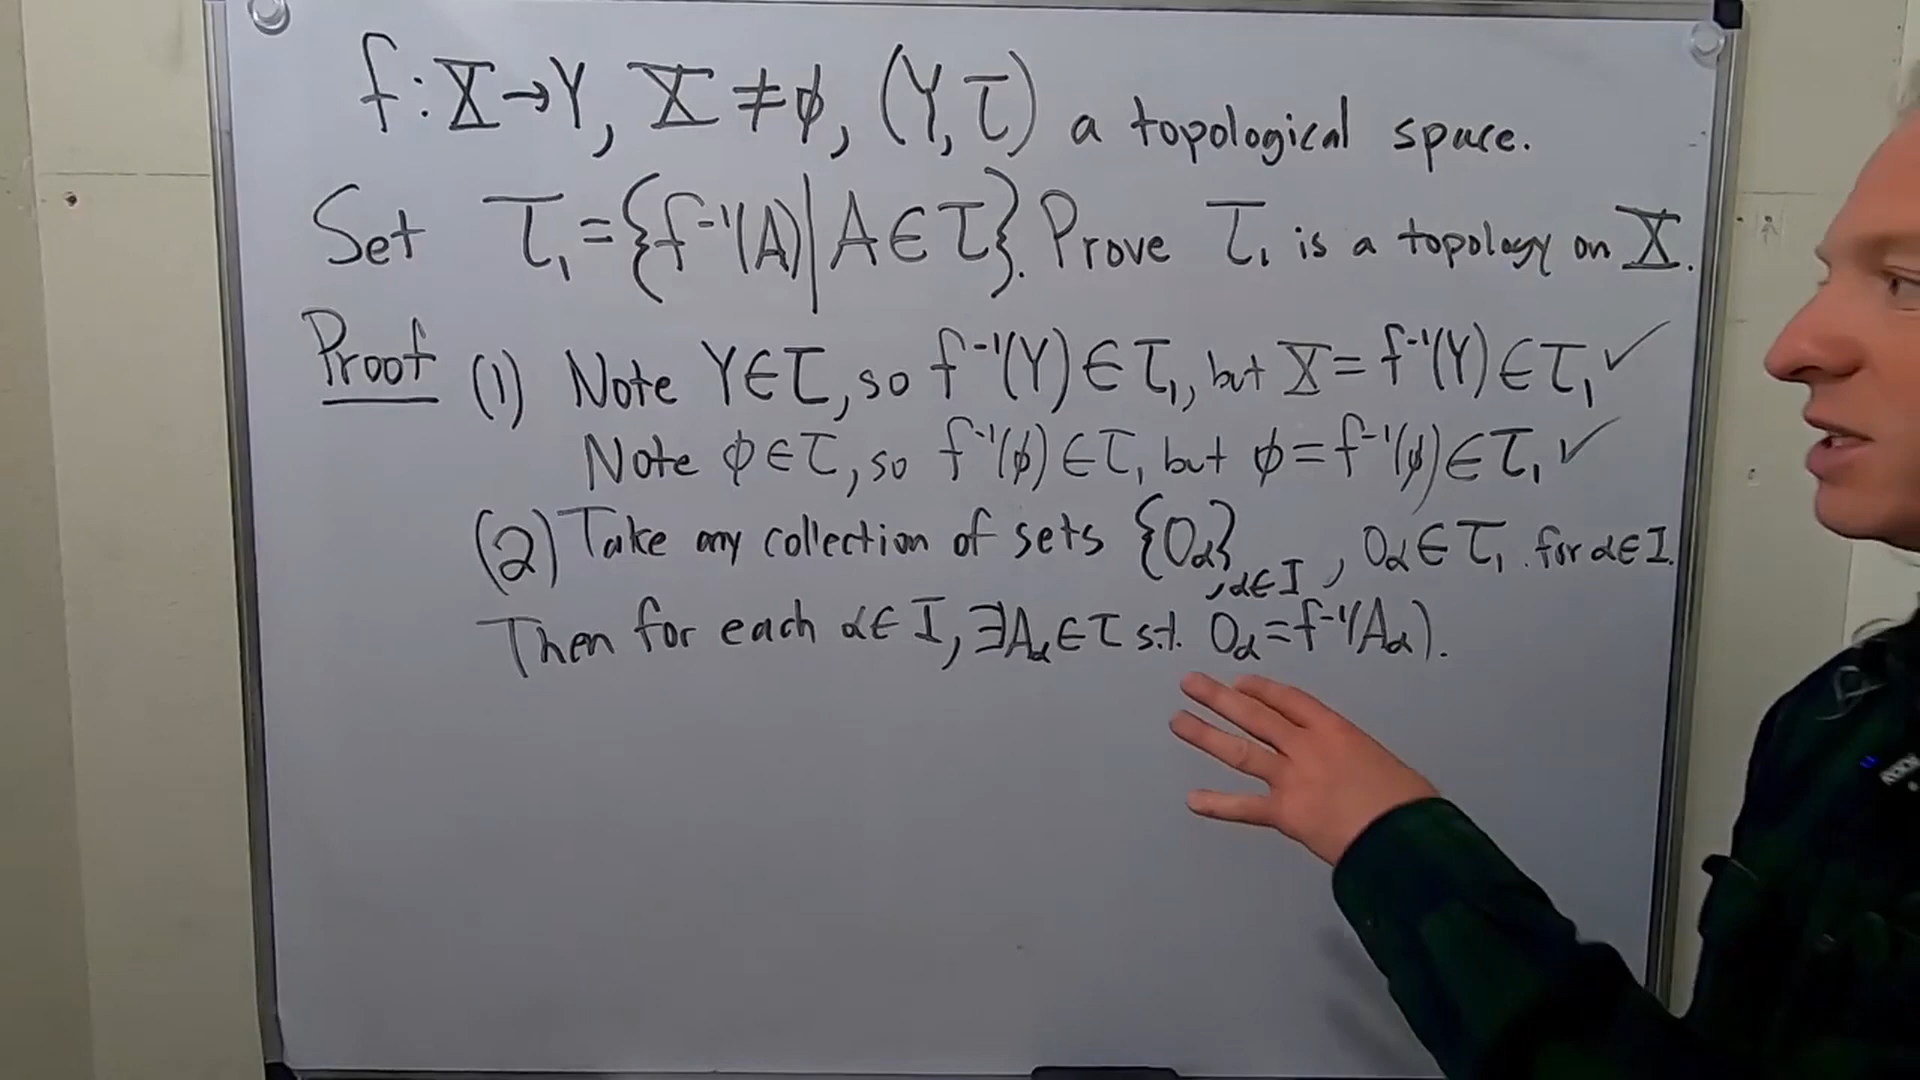 f: X → Y, X ≠ ϕ, (Y, τ) a topological space.
Set τ₁ = {f⁻¹(A) | A ∈ τ}. Prove τ₁ is a topology on X.
Proof (1) Note Y ∈ τ, so f⁻¹(Y) ∈ τ₁, but X = f⁻¹(Y) ∈ τ₁ ✓
Note ϕ ∈ τ, so f⁻¹(ϕ) ∈ τ₁ but ϕ = f⁻¹(ϕ) ∈ τ₁ ✓
(2) Take any collection of sets {O_α}_{α∈I}, O_α ∈ τ₁ for α ∈ I.
Then for each α ∈ I, ∃ A_α ∈ τ s.t. O_α = f⁻¹(A_α).